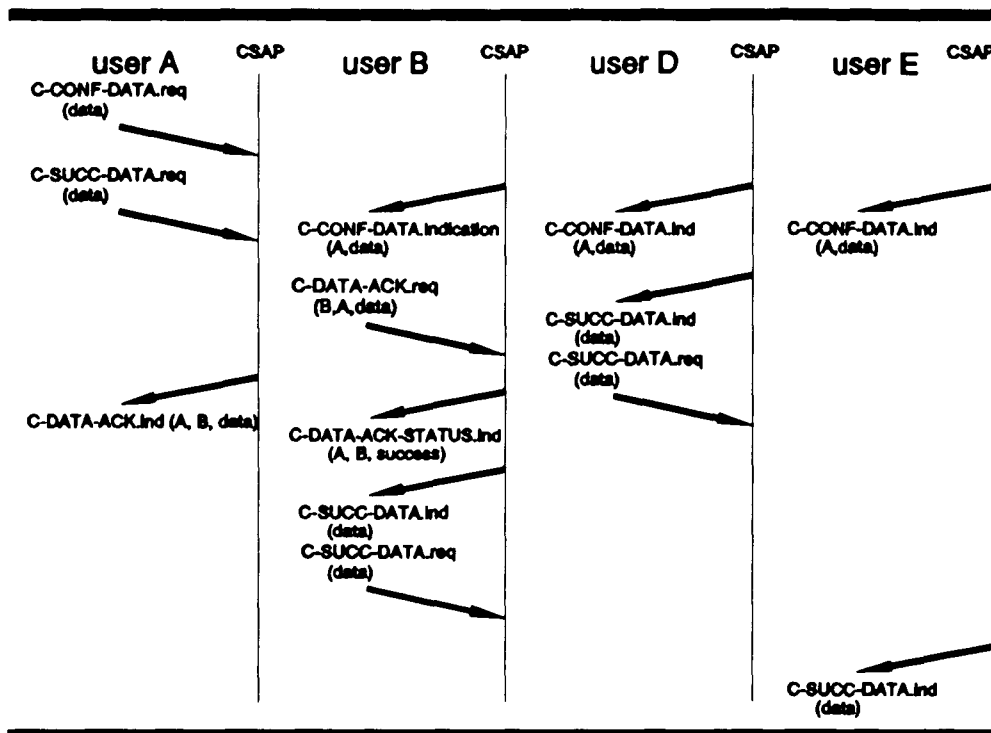 user A CSAP user B CSAP user D CSAP user E CSAP
C-CONF-DATA.req
(data)
C-SUCC-DATA.req
(data)
C-CONF-DATA.indication
(A,data)
C-CONF-DATA.ind
(A,data)
C-CONF-DATA.ind
(A,data)
C-DATA-ACK.req
(B,A,data)
C-SUCC-DATA.ind
(data)
C-SUCC-DATA.req
(data)
C-DATA-ACK.ind (A, B, data)
C-DATA-ACK-STATUS.ind
(A, B, success)
C-SUCC-DATA.ind
(data)
C-SUCC-DATA.req
(data)
C-SUCC-DATA.ind
(data)